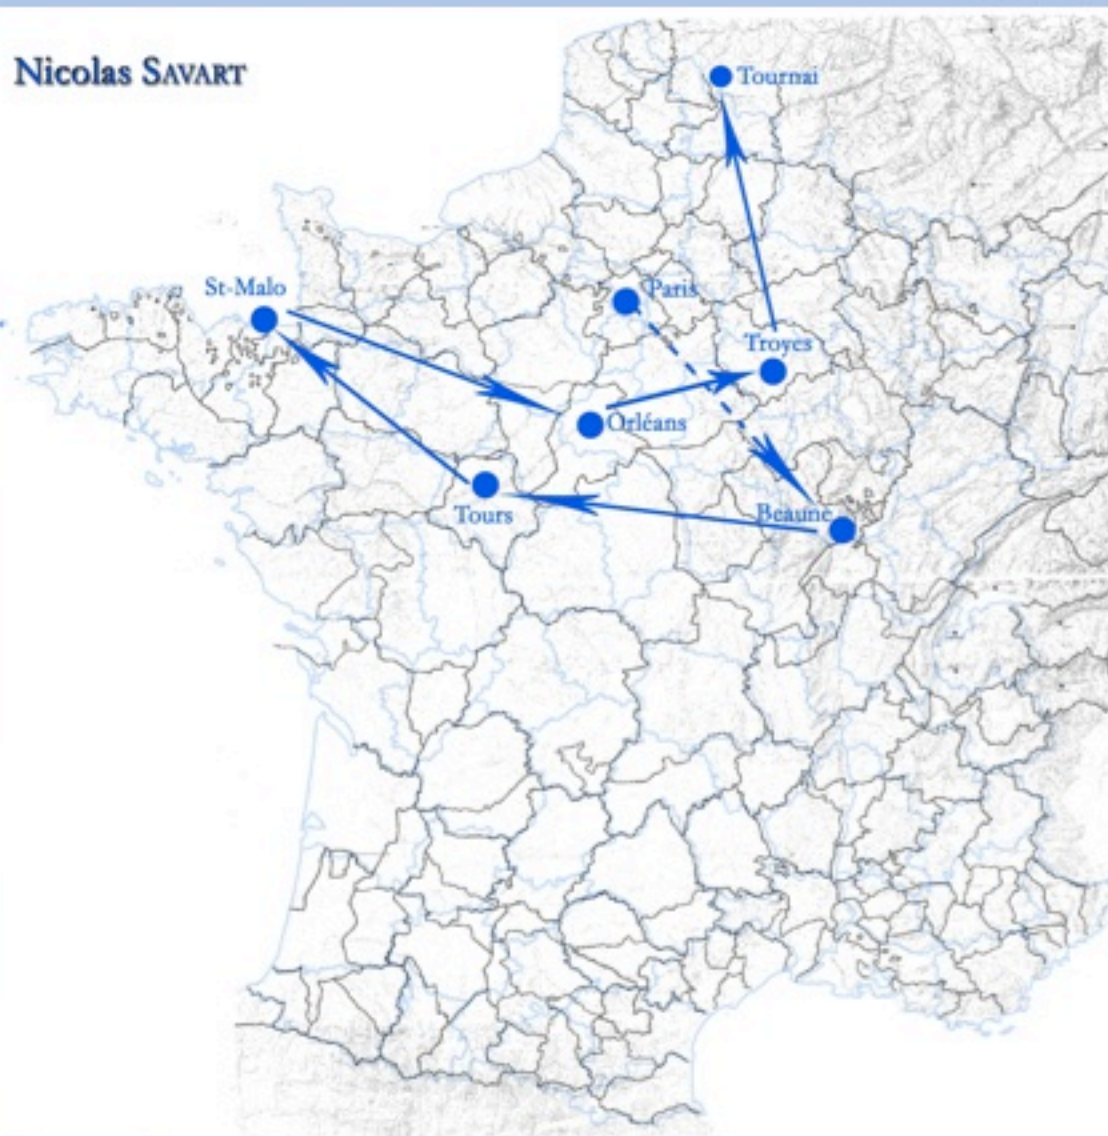 Nicolas SAVART
Tournai
St-Malo
Paris
Troyes
Orléans
Tours
Beaune